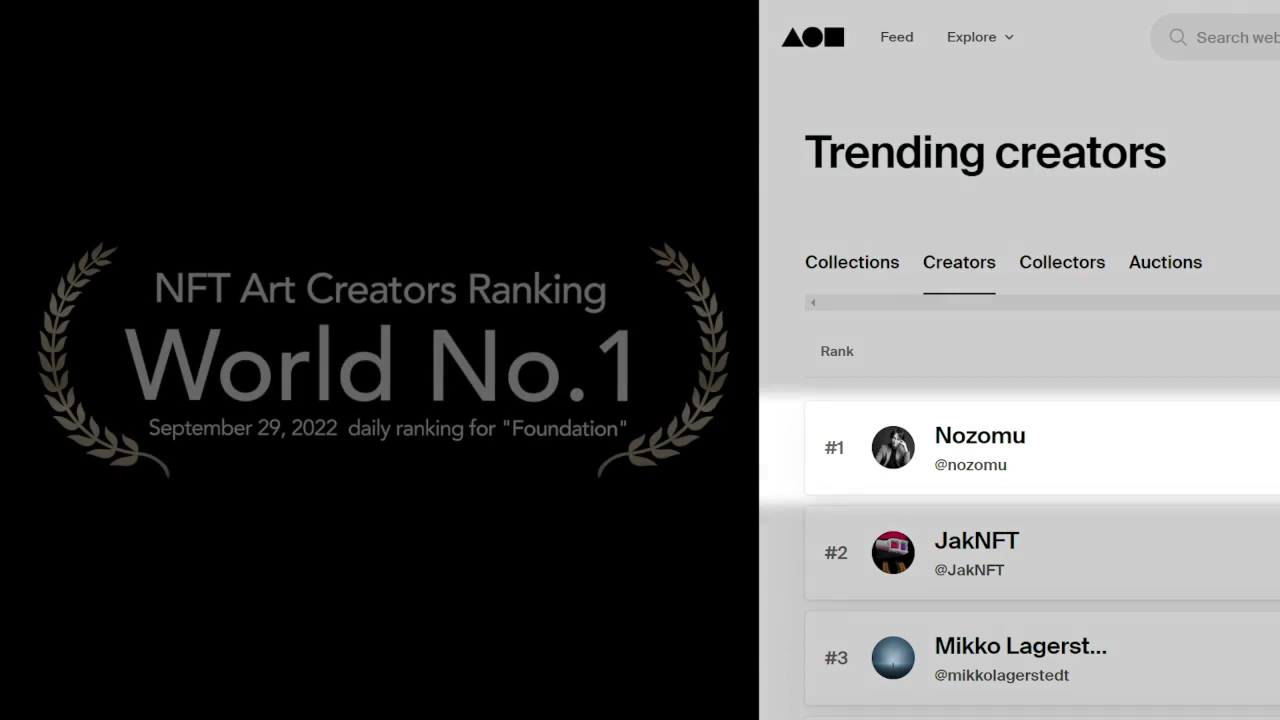 NFT Art Creators Ranking
World No.1
September 29, 2022 daily ranking for "Foundation"
Feed Explore
Search web
Trending creators
Collections Creators Collectors Auctions
Rank
#1 Nozomu
@nozomu
#2 JakNFT
@JakNFT
#3 Mikko Lagerst...
@mikkolagerstedt